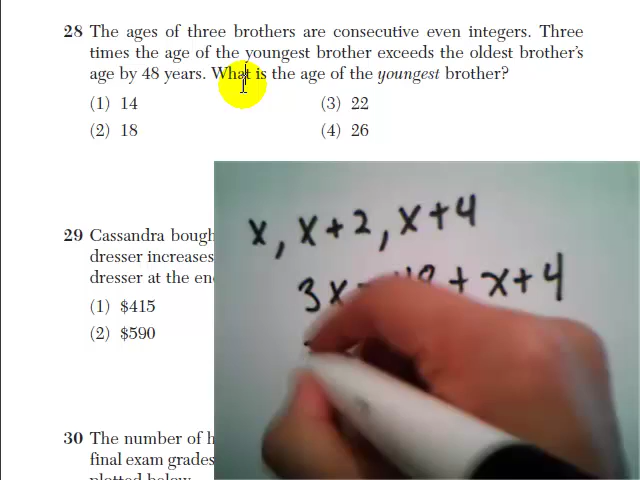 28 The ages of three brothers are consecutive even integers. Three
times the age of the youngest brother exceeds the oldest brother's
age by 48 years. What is the age of the youngest brother?
(1) 14 (3) 22
(2) 18 (4) 26
x, x+2, x+4
3x + x+4
29 Cassandra
dresser increases
dresser at the
(1) $415
(2) $590
30 The number of
final exam grades
plotted below